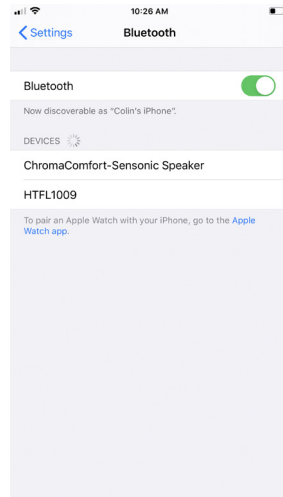 10:26 AM
Settings
Bluetooth
Bluetooth
Now discoverable as "Colin's iPhone".
DEVICES
ChromaComfort-Sensonic Speaker
HTFL1009
To pair an Apple Watch with your iPhone, go to the Apple
Watch app.